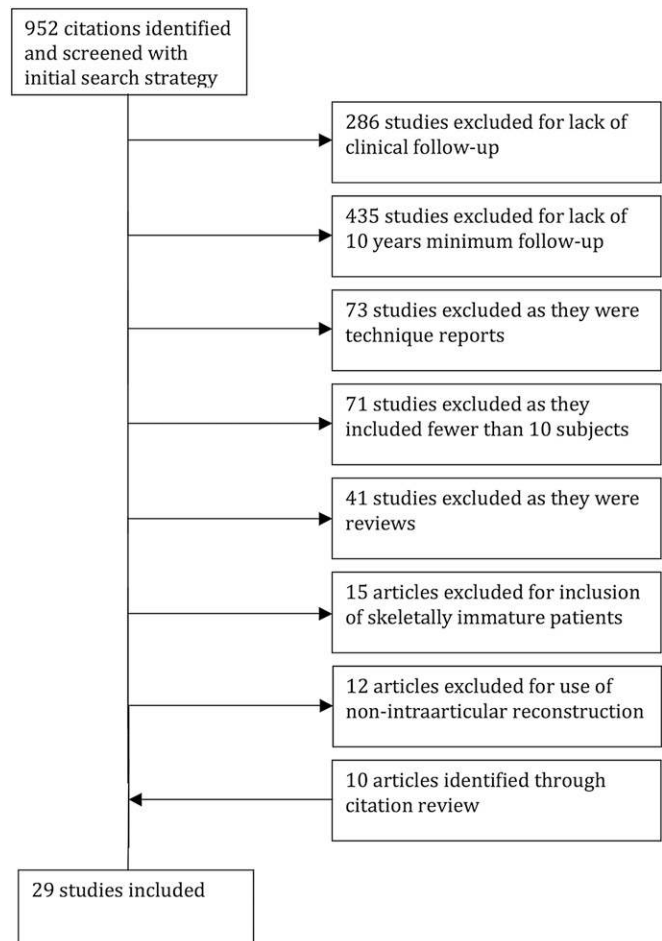 952 citations identified
and screened with
initial search strategy
286 studies excluded for lack of
clinical follow-up
435 studies excluded for lack of
10 years minimum follow-up
73 studies excluded as they were
technique reports
71 studies excluded as they
included fewer than 10 subjects
41 studies excluded as they were
reviews
15 articles excluded for inclusion
of skeletally immature patients
12 articles excluded for use of
non-intraarticular reconstruction
10 articles identified through
citation review
29 studies included